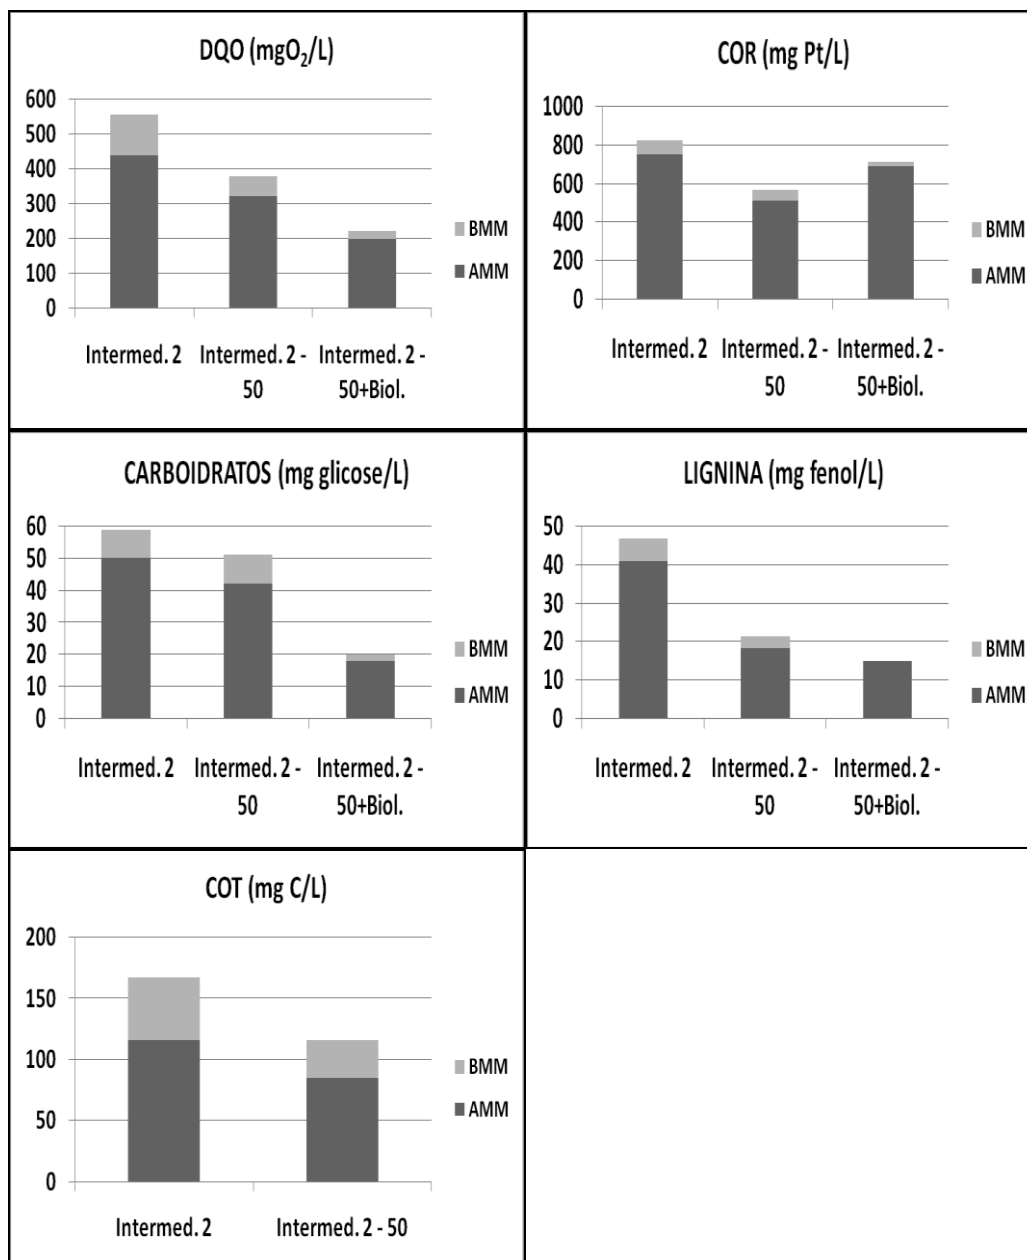 DQO (mgO₂/L)
600
500
400
300
200
100
0
BMM
AMM
Intermed. 2
Intermed. 2 -
50
Intermed. 2 -
50+Biol.
COR (mg Pt/L)
1000
800
600
400
200
0
BMM
AMM
Intermed. 2
Intermed. 2 -
50
Intermed. 2 -
50+Biol.
CARBOIDRATOS (mg glicose/L)
60
50
40
30
20
10
0
BMM
AMM
Intermed. 2
Intermed. 2 -
50
Intermed. 2 -
50+Biol.
LIGNINA (mg fenol/L)
50
40
30
20
10
0
BMM
AMM
Intermed. 2
Intermed. 2 -
50
Intermed. 2 -
50+Biol.
COT (mg C/L)
200
150
100
50
0
BMM
AMM
Intermed. 2
Intermed. 2 - 50